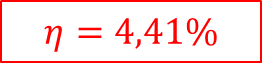 η = 4,41%